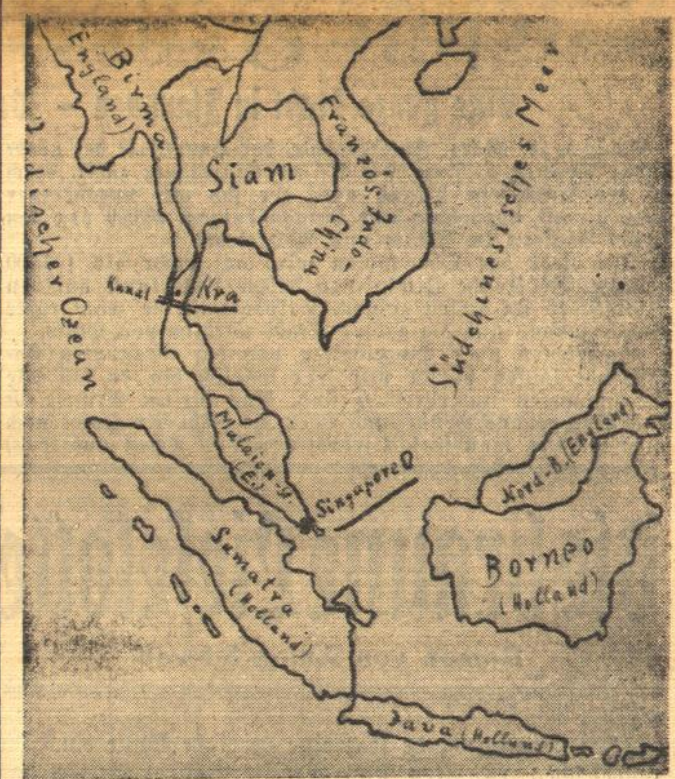 Birma
(England)
Siam
Französ. Indo-
China
Südchinesisches Meer
Indischer Ozean
Kanal
Kra
Malaien-St.
(E.)
Singapore
Nord-B. (England)
Borneo
(Holland)
Sumatra
(Holland)
Java (Holland)